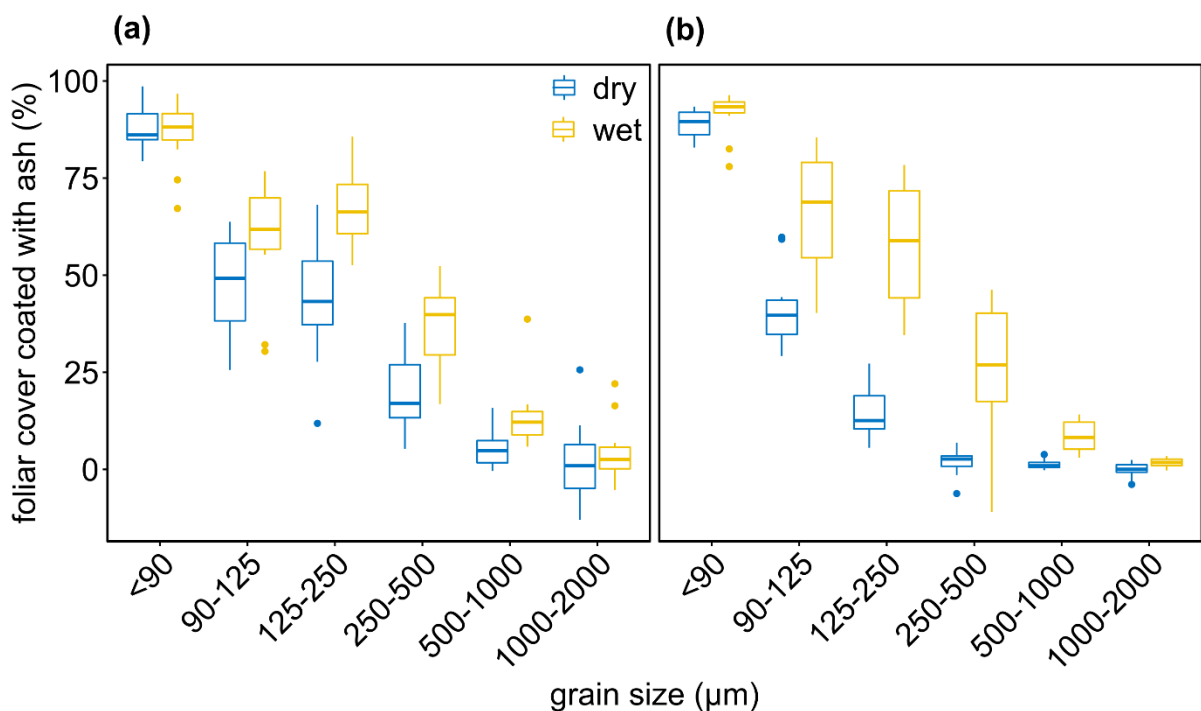 (a)
(b)
foliar cover coated with ash (%)
100
75
50
25
0
dry
wet
<90
90-125
125-250
250-500
500-1000
1000-2000
<90
90-125
125-250
250-500
500-1000
1000-2000
grain size (μm)